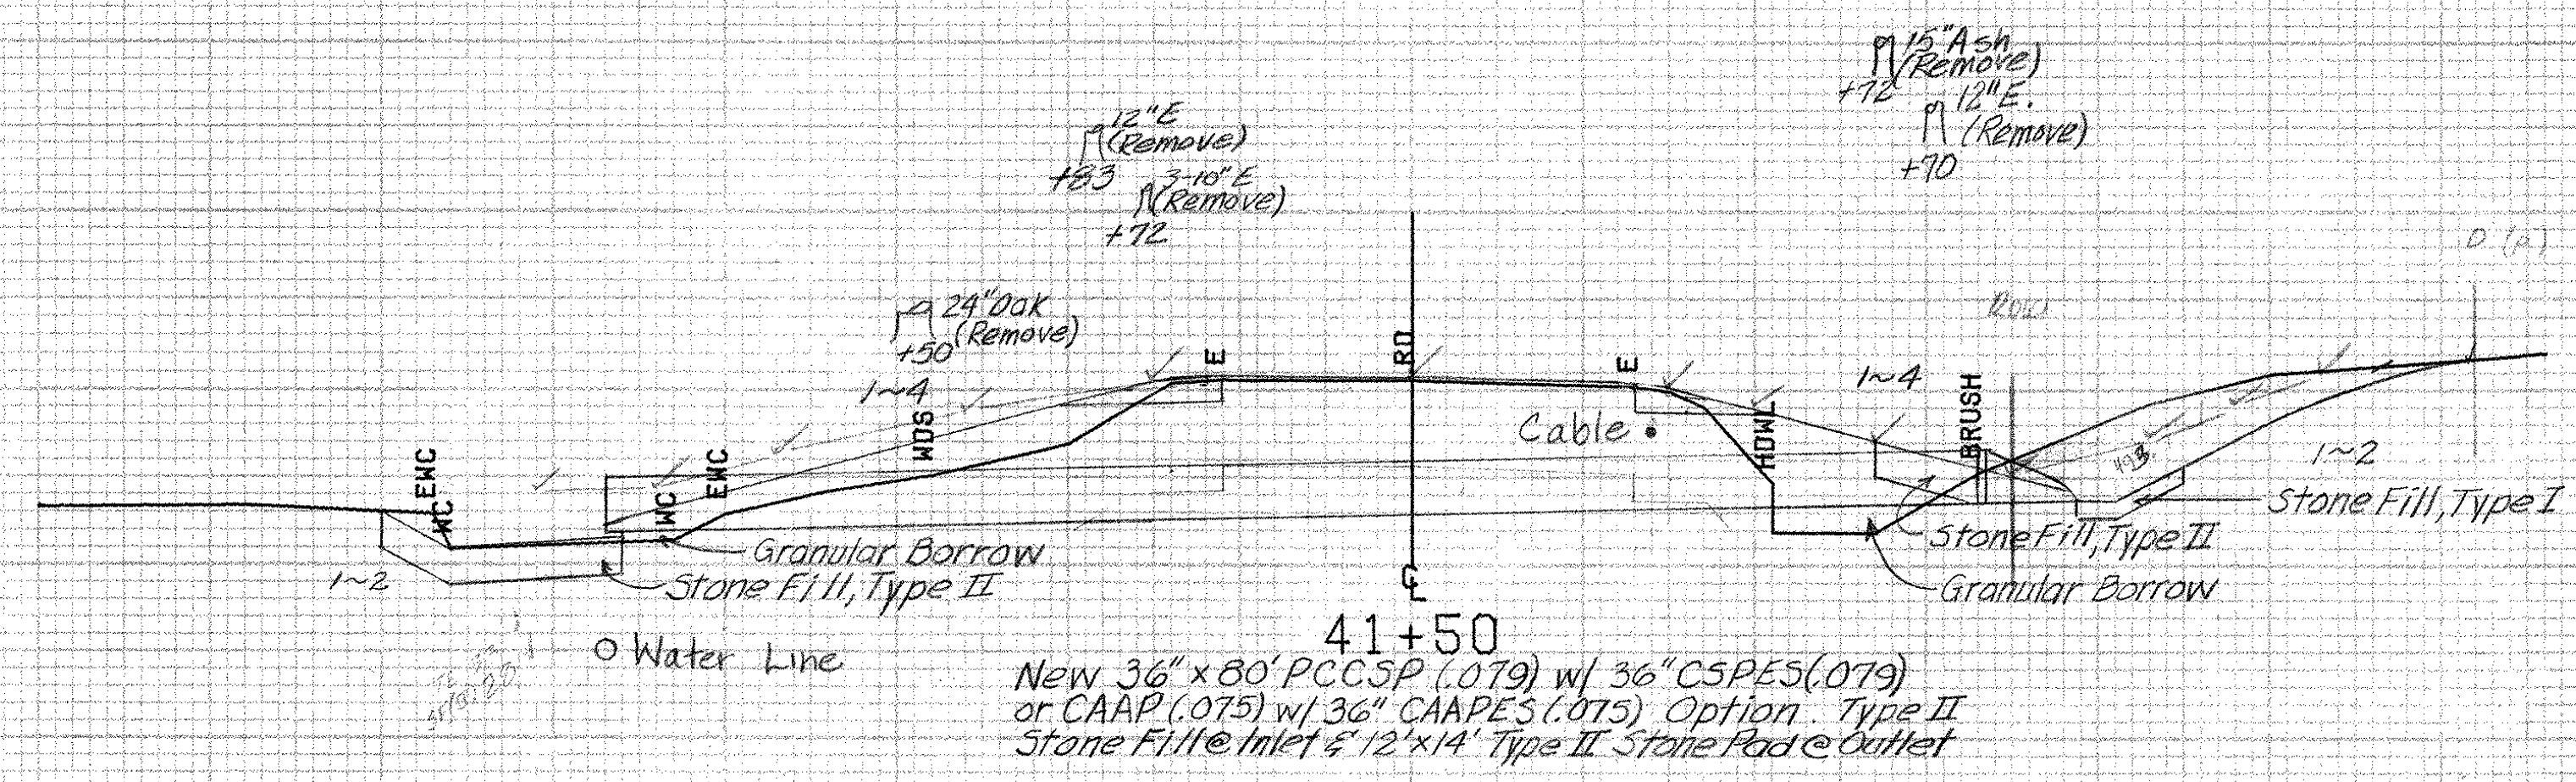 15"Ash
(Remove)
+72
12"E.
(Remove)
+70
12"E
(Remove)
+83
3-10"E
(Remove)
+72
24"Oak
(Remove)
+50
1~4
WDS
E
RD
E
Cable
HDWL
1~4
BRUSH
ROW
1~2
Stone Fill, Type I
Stone Fill, Type II
Granular Borrow
EWC
WC
WC
EWC
Granular Borrow
Stone Fill, Type II
1~2
Water Line
℄
41+50
New 36" x 80' PCCSP (.079) w/ 36" CSPES (.079)
or CAAP (.075) w/ 36" CAAPES (.075) Option. Type II
Stone Fill @ Inlet & 12'x14' Type II Stone Pad @ Outlet